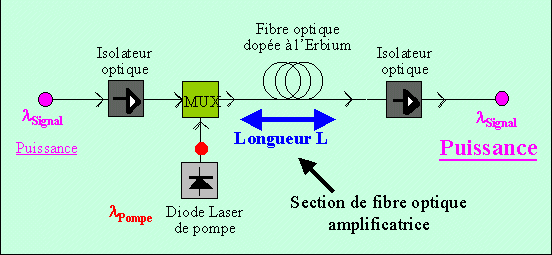 Fibre optique
dopée à l'Erbium
Isolateur
optique
Isolateur
optique
MUX
λSignal
Puissance
Longueur L
λSignal
Puissance
λPompe
Diode Laser
de pompe
Section de fibre optique
amplificatrice